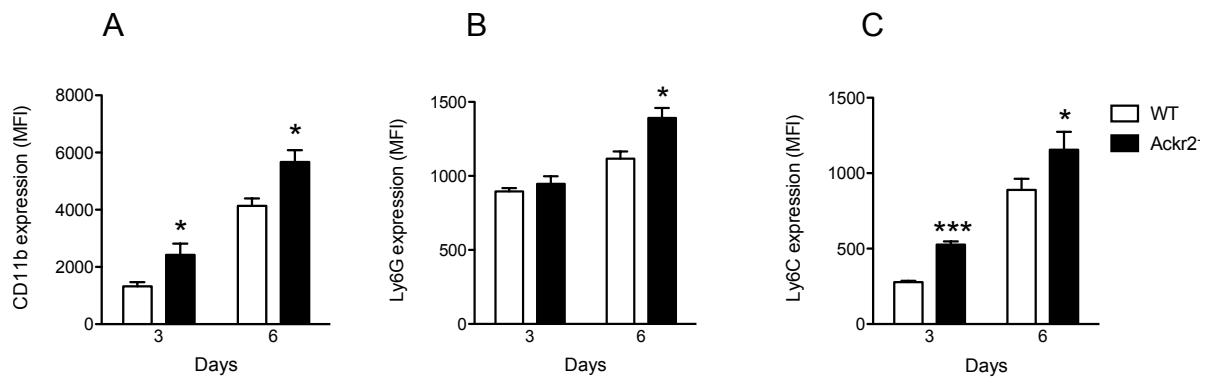 A
B
C
CD11b expression (MFI)
8000
6000
4000
2000
0
*
*
3
6
Days
Ly6G expression (MFI)
1500
1000
500
0
*
3
6
Days
Ly6C expression (MFI)
1500
1000
500
0
***
*
3
6
Days
WT
Ackr2-